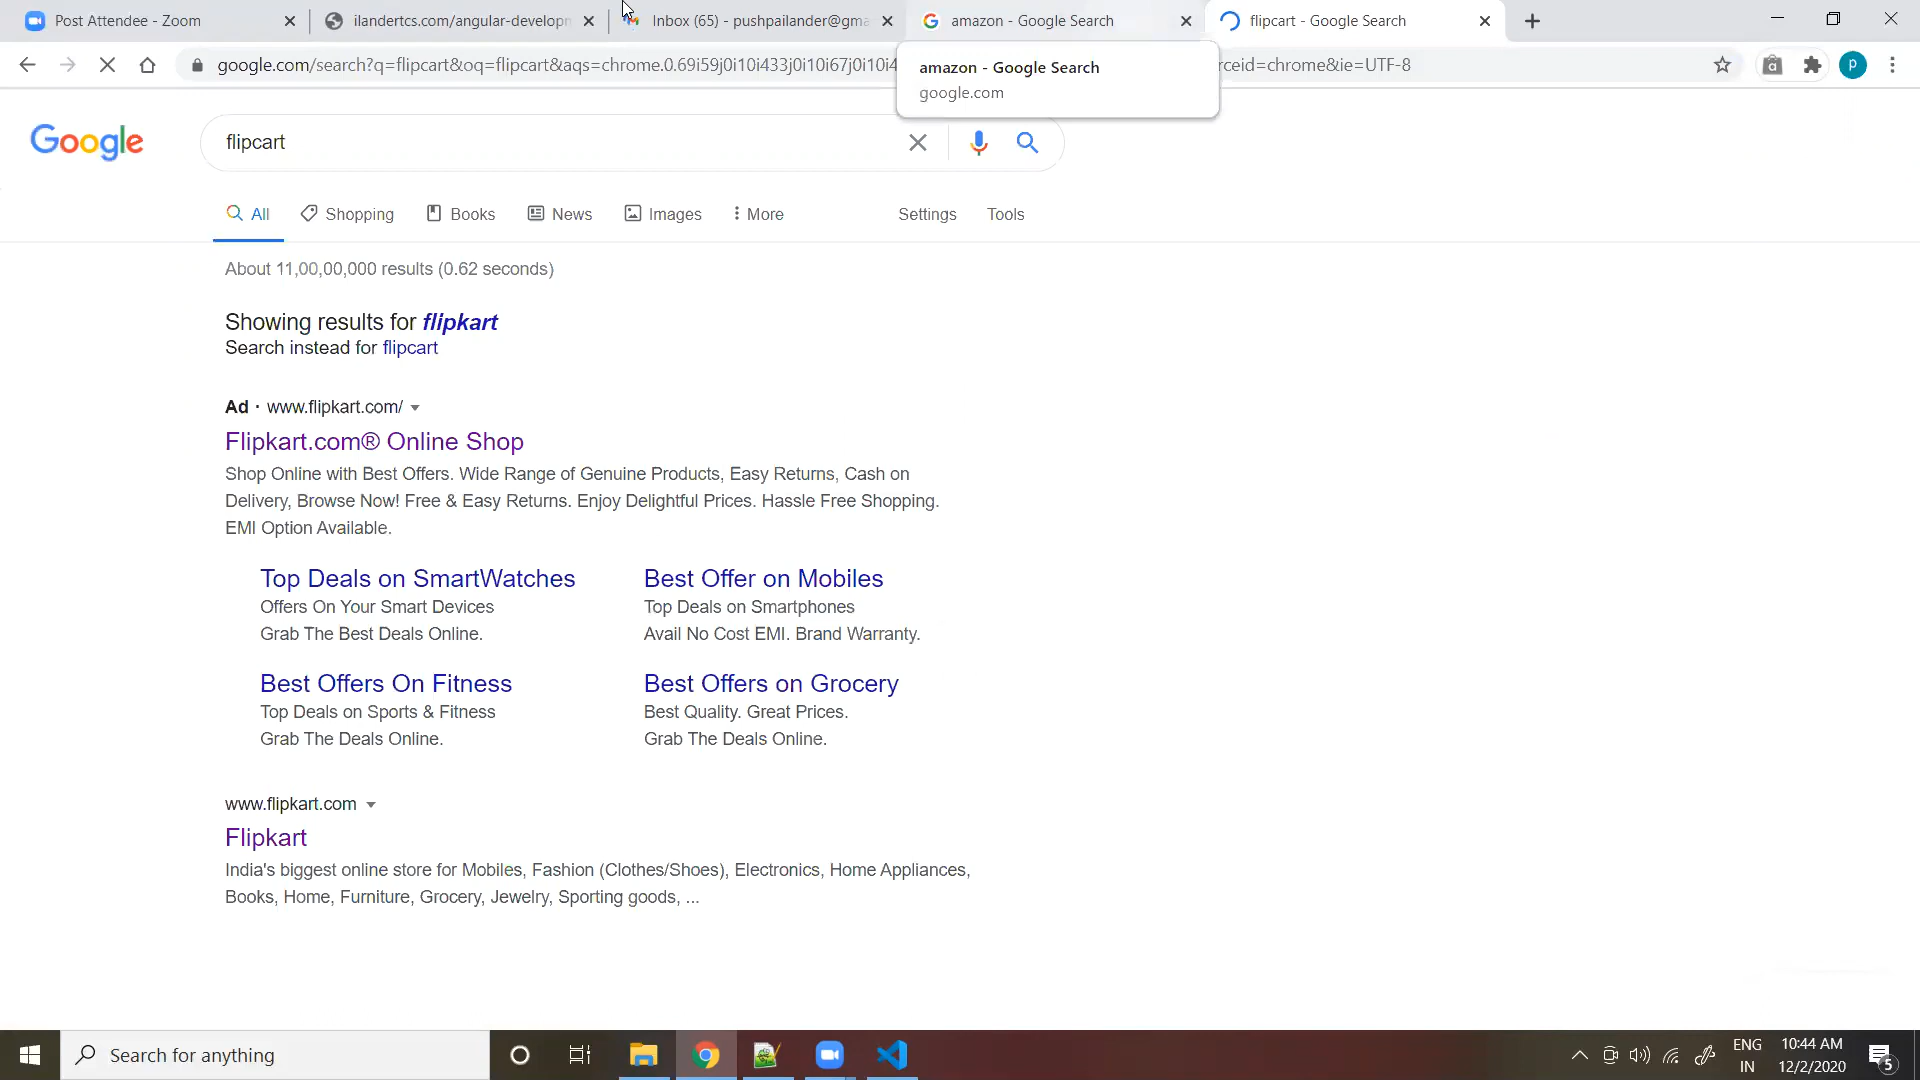 Post Attendee - Zoom
ilandertcs.com/angular-developm
Inbox (65) - pushpailander@gma
amazon - Google Search
flipcart - Google Search
google.com/search?q=flipcart&oq=flipcart&aqs=chrome.0.69i59j0i10i433j0i10i67j0i10i4
rceid=chrome&ie=UTF-8
P
amazon - Google Search
google.com
Google
flipcart
All
Shopping
Books
News
Images
More
Settings
Tools
About 11,00,00,000 results (0.62 seconds)
Showing results for flipkart
Search instead for flipcart
Ad · www.flipkart.com/
Flipkart.com® Online Shop
Shop Online with Best Offers. Wide Range of Genuine Products, Easy Returns, Cash on
Delivery, Browse Now! Free & Easy Returns. Enjoy Delightful Prices. Hassle Free Shopping.
EMI Option Available.
Top Deals on SmartWatches
Offers On Your Smart Devices
Grab The Best Deals Online.
Best Offer on Mobiles
Top Deals on Smartphones
Avail No Cost EMI. Brand Warranty.
Best Offers On Fitness
Top Deals on Sports & Fitness
Grab The Deals Online.
Best Offers on Grocery
Best Quality. Great Prices.
Grab The Deals Online.
www.flipkart.com
Flipkart
India's biggest online store for Mobiles, Fashion (Clothes/Shoes), Electronics, Home Appliances,
Books, Home, Furniture, Grocery, Jewelry, Sporting goods, ...
Search for anything
ENG
IN
10:44 AM
12/2/2020
5